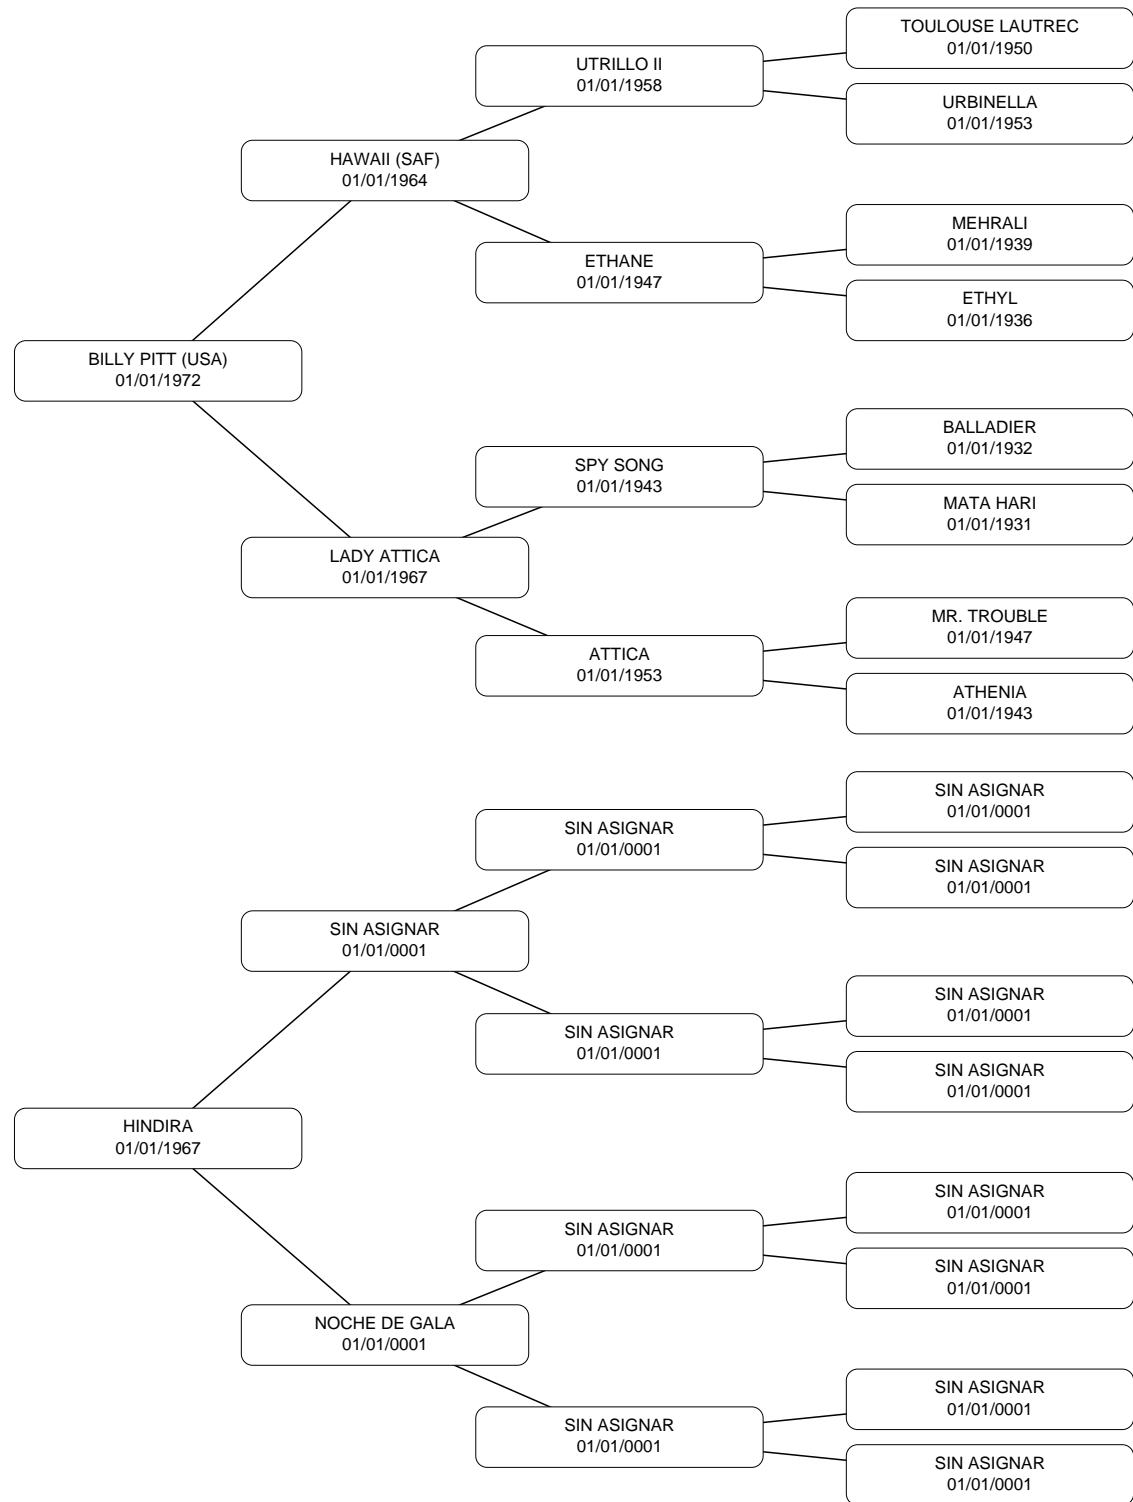 TOULOUSE LAUTREC
01/01/1950
UTRILLO II
01/01/1958
URBINELLA
01/01/1953
HAWAII (SAF)
01/01/1964
MEHRALI
01/01/1939
ETHANE
01/01/1947
ETHYL
01/01/1936
BILLY PITT (USA)
01/01/1972
BALLADIER
01/01/1932
SPY SONG
01/01/1943
MATA HARI
01/01/1931
LADY ATTICA
01/01/1967
MR. TROUBLE
01/01/1947
ATTICA
01/01/1953
ATHENIA
01/01/1943
SIN ASIGNAR
01/01/0001
SIN ASIGNAR
01/01/0001
SIN ASIGNAR
01/01/0001
SIN ASIGNAR
01/01/0001
SIN ASIGNAR
01/01/0001
SIN ASIGNAR
01/01/0001
SIN ASIGNAR
01/01/0001
HINDIRA
01/01/1967
SIN ASIGNAR
01/01/0001
SIN ASIGNAR
01/01/0001
SIN ASIGNAR
01/01/0001
NOCHE DE GALA
01/01/0001
SIN ASIGNAR
01/01/0001
SIN ASIGNAR
01/01/0001
SIN ASIGNAR
01/01/0001